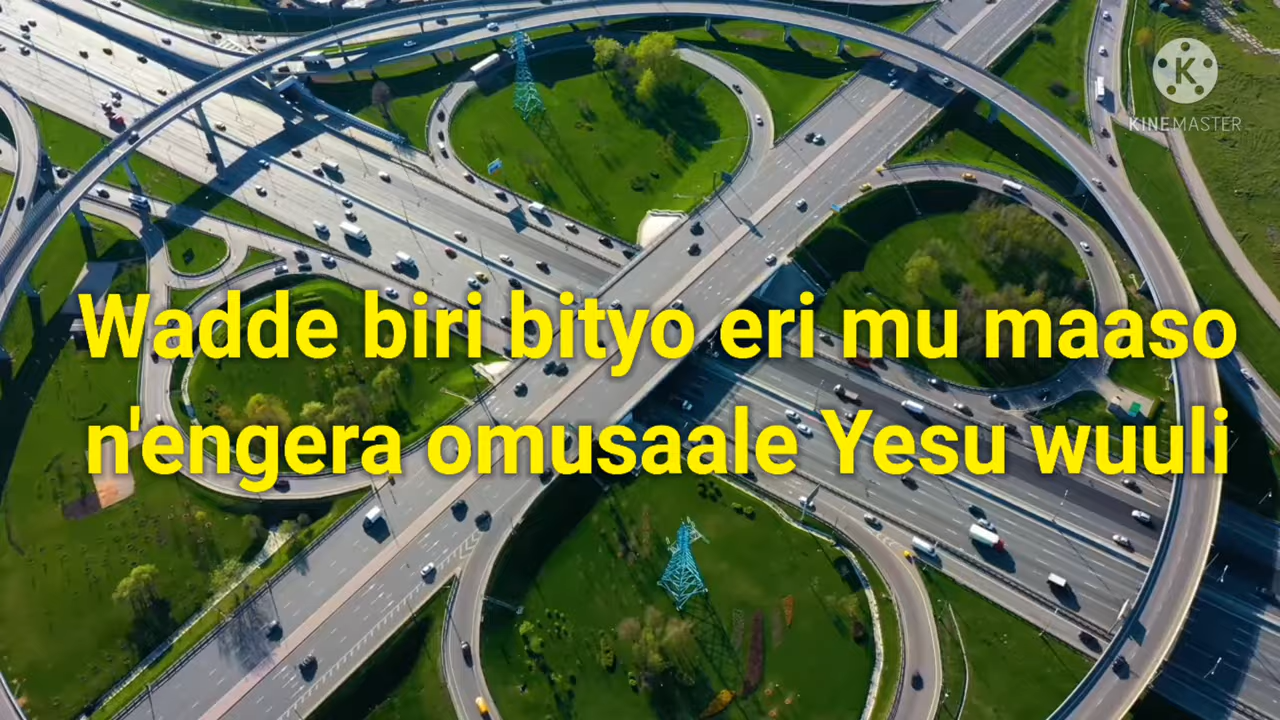 K
KINEMASTER
Wadde biri bityo eri mu maaso
n'engera omusaale Yesu wuuli